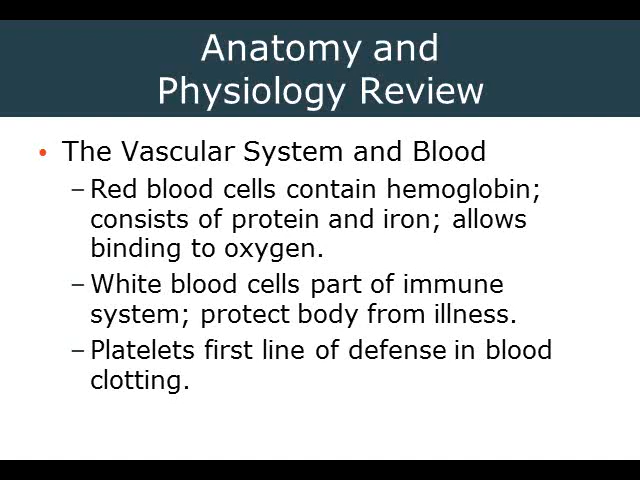 Anatomy and
Physiology Review
• The Vascular System and Blood
– Red blood cells contain hemoglobin;
consists of protein and iron; allows
binding to oxygen.
– White blood cells part of immune
system; protect body from illness.
– Platelets first line of defense in blood
clotting.